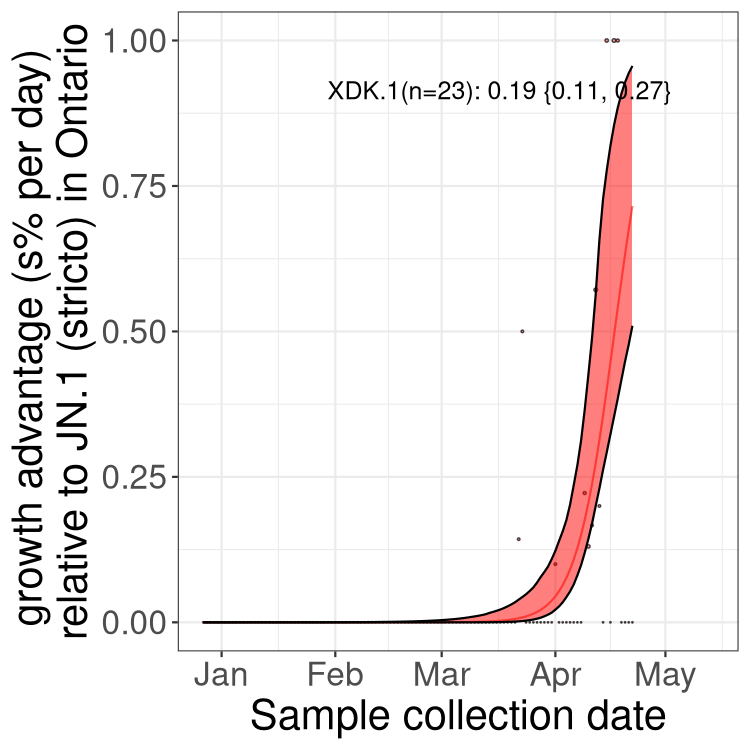 growth advantage (s% per day)
relative to JN.1 (stricto) in Ontario
1.00
0.75
0.50
0.25
0.00
XDK.1(n=23): 0.19 {0.11, 0.27}
Jan Feb Mar Apr May
Sample collection date